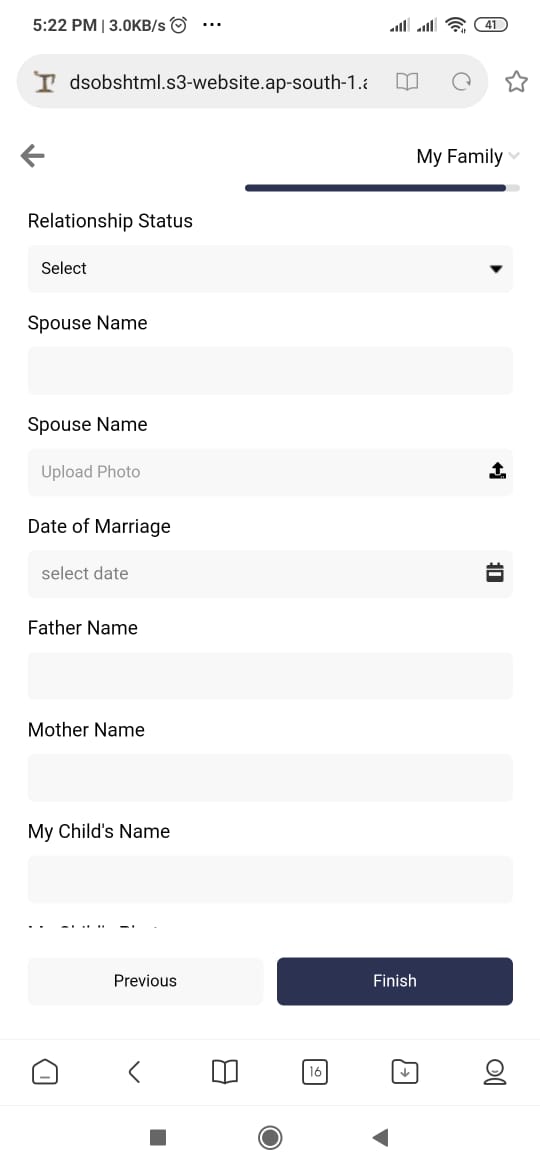 5:22 PM | 3.0KB/s ...
41
dsobshtml.s3-website.ap-south-1.a
My Family
Relationship Status
Select
Spouse Name
Spouse Name
Upload Photo
Date of Marriage
select date
Father Name
Mother Name
My Child's Name
Previous
Finish
16